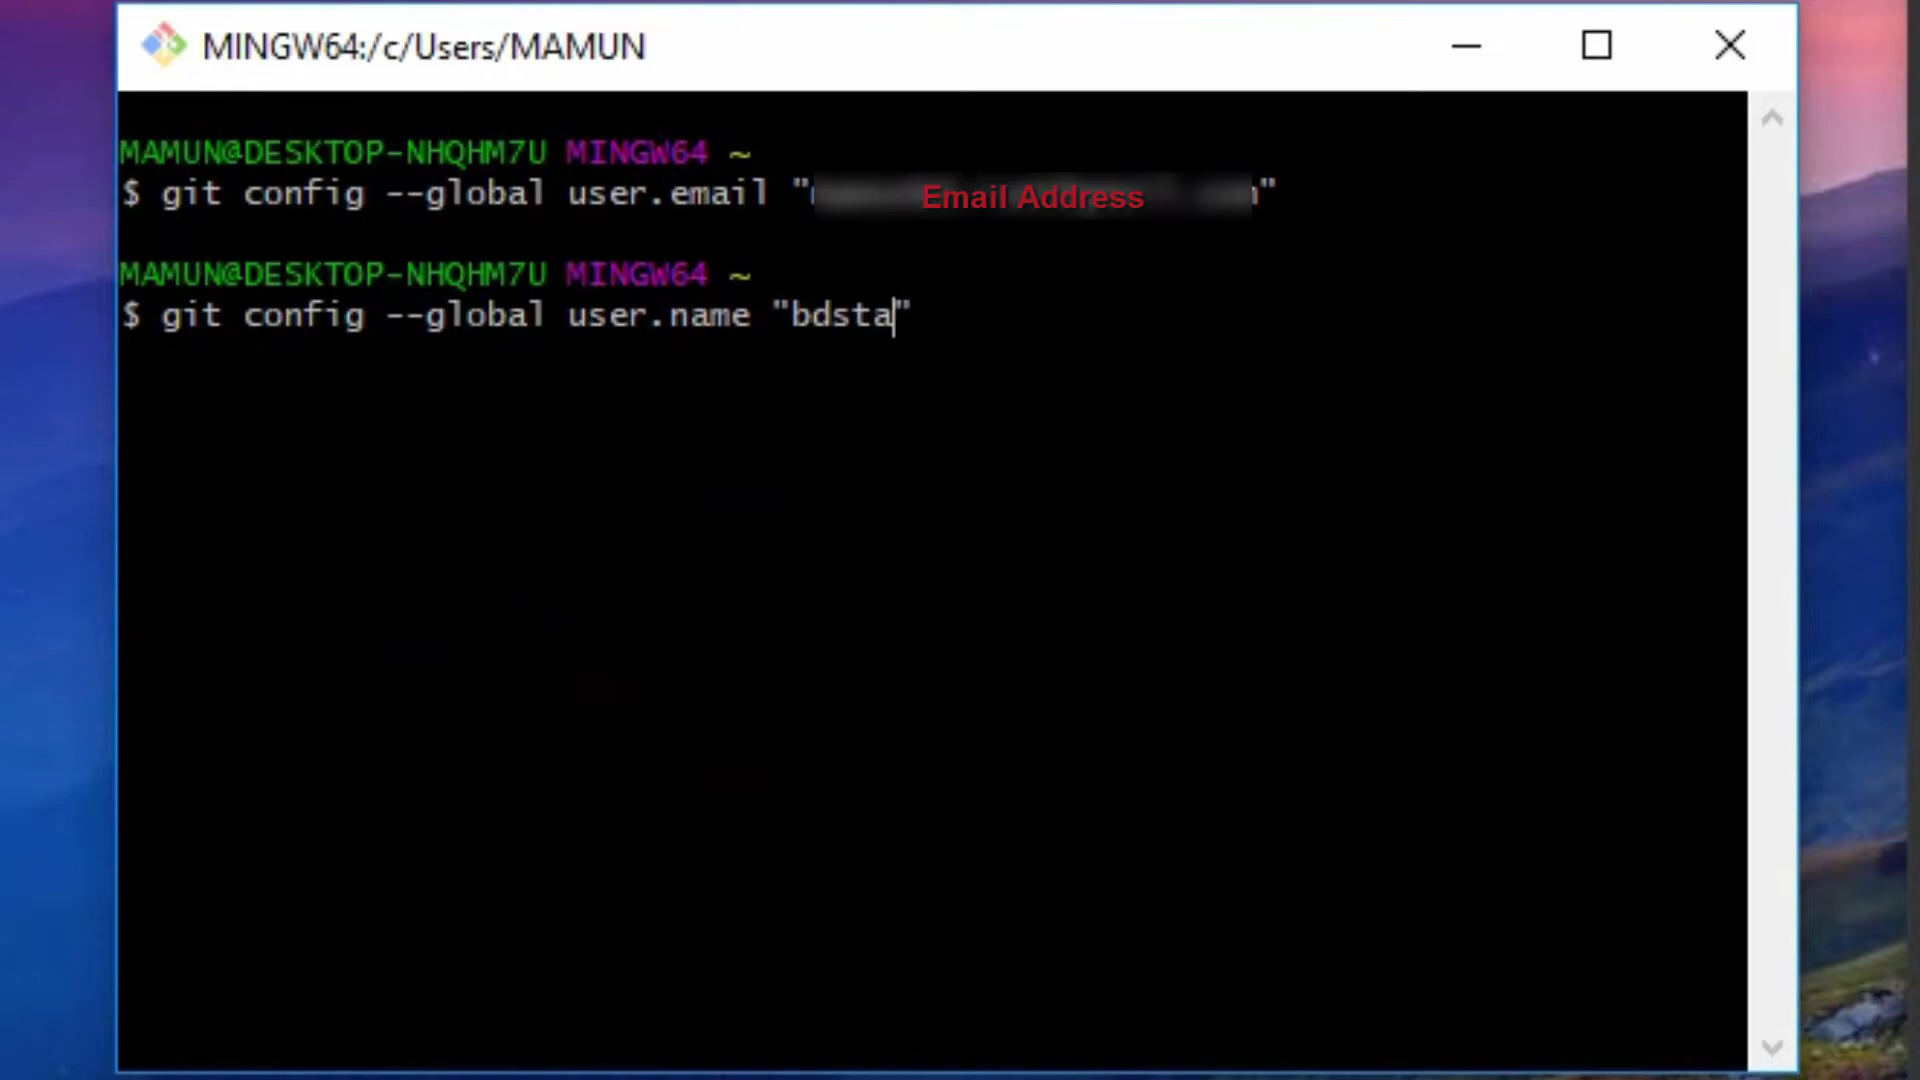 MINGW64:/c/Users/MAMUN
MAMUN@DESKTOP-NHQHM7U MINGW64 ~
$ git config --global user.email "Email Address"
MAMUN@DESKTOP-NHQHM7U MINGW64 ~
$ git config --global user.name "bdsta"